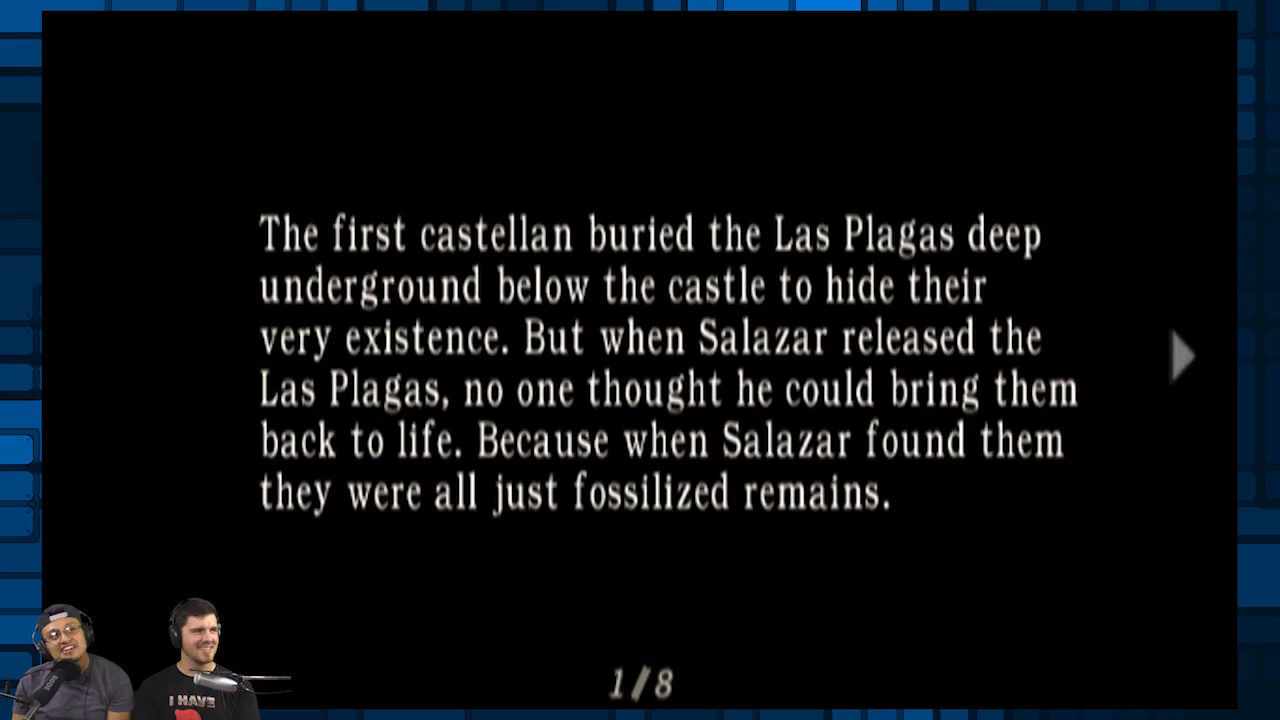 The first castellan buried the Las Plagas deep
underground below the castle to hide their
very existence. But when Salazar released the
Las Plagas, no one thought he could bring them
back to life. Because when Salazar found them
they were all just fossilized remains.
1/8
RODE
I HAVE